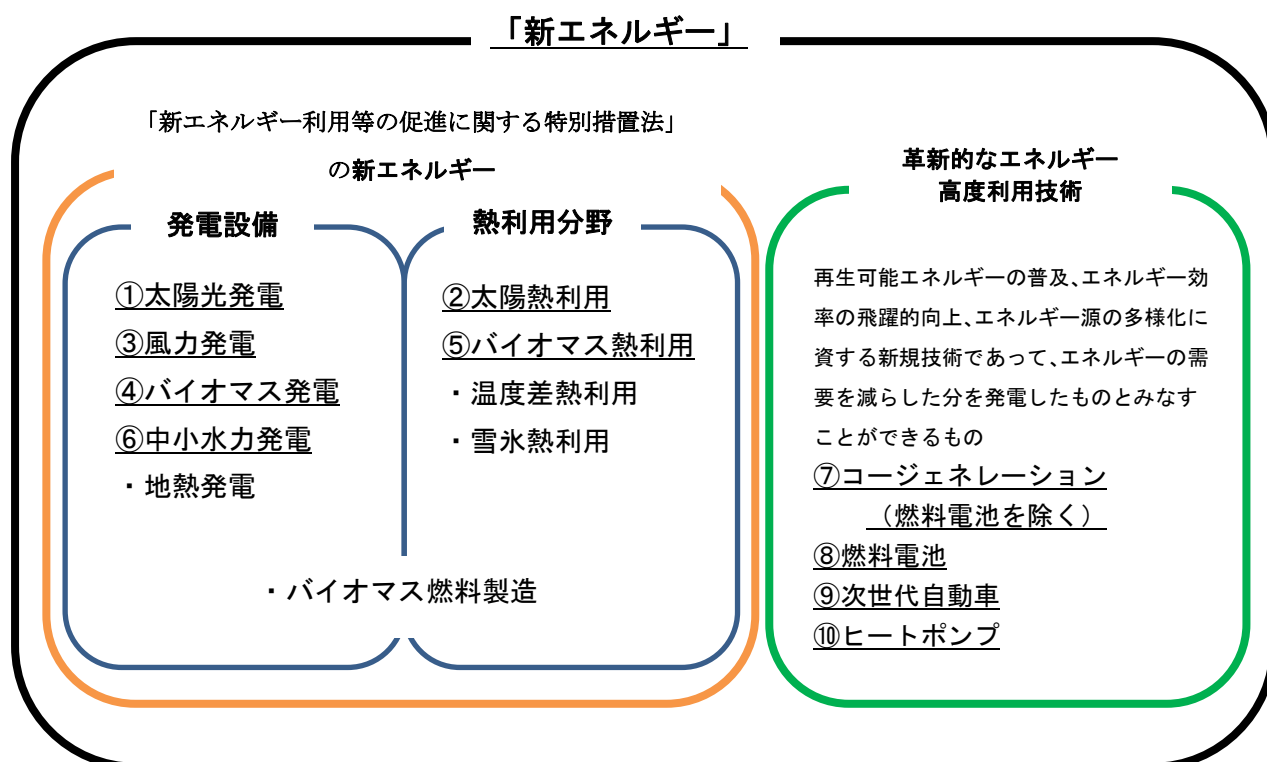 「新エネルギー」
「新エネルギー利用等の促進に関する特別措置法」
の新エネルギー
発電設備
①太陽光発電
③風力発電
④バイオマス発電
⑥中小水力発電
・地熱発電
熱利用分野
②太陽熱利用
⑤バイオマス熱利用
・温度差熱利用
・雪氷熱利用
・バイオマス燃料製造
革新的なエネルギー
高度利用技術
再生可能エネルギーの普及、エネルギー効
率の飛躍的向上、エネルギー源の多様化に
資する新規技術であって、エネルギーの需
要を減らした分を発電したものとみなす
ことができるもの
⑦コージェネレーション
（燃料電池を除く）
⑧燃料電池
⑨次世代自動車
⑩ヒートポンプ